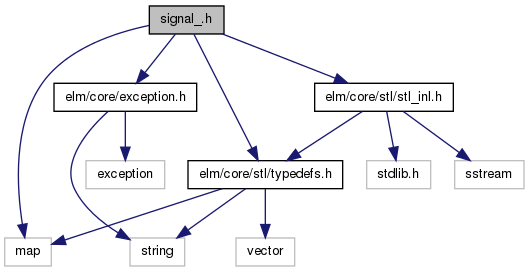 signal_.h
elm/core/exception.h
elm/core/stl/stl_inl.h
exception
elm/core/stl/typedefs.h
stdlib.h
sstream
map
string
vector